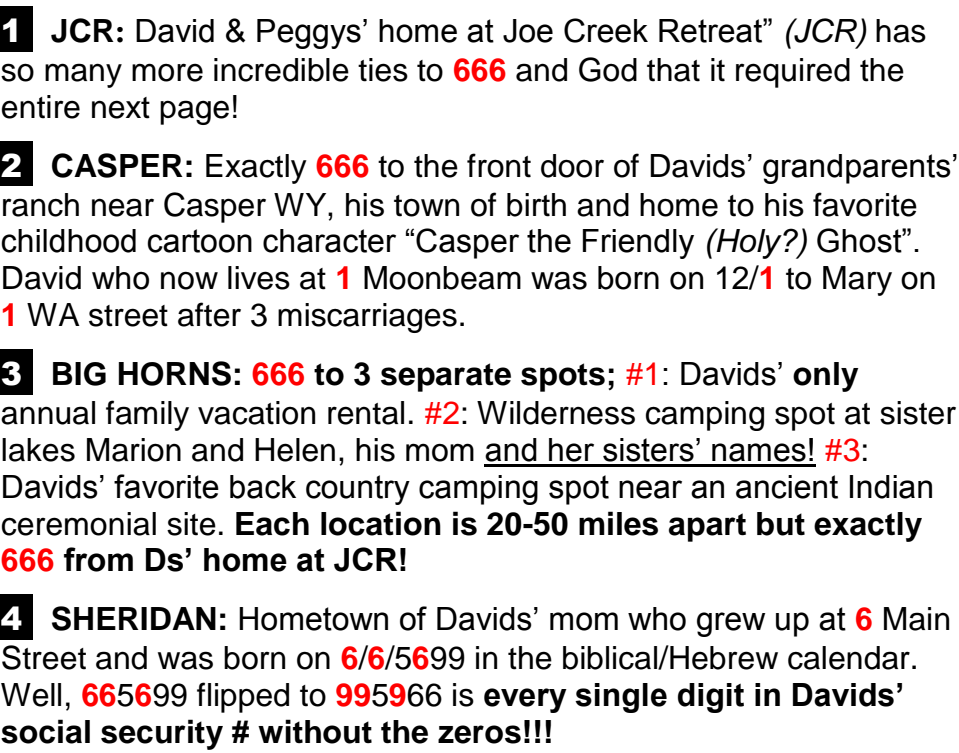 1 JCR: David & Peggys’ home at Joe Creek Retreat” (JCR) has
so many more incredible ties to 666 and God that it required the
entire next page!
2 CASPER: Exactly 666 to the front door of Davids’ grandparents’
ranch near Casper WY, his town of birth and home to his favorite
childhood cartoon character “Casper the Friendly (Holy?) Ghost”.
David who now lives at 1 Moonbeam was born on 12/1 to Mary on
1 WA street after 3 miscarriages.
3 BIG HORNS: 666 to 3 separate spots; #1: Davids’ only
annual family vacation rental. #2: Wilderness camping spot at sister
lakes Marion and Helen, his mom and her sisters’ names! #3:
Davids’ favorite back country camping spot near an ancient Indian
ceremonial site. Each location is 20-50 miles apart but exactly
666 from Ds’ home at JCR!
4 SHERIDAN: Hometown of Davids’ mom who grew up at 6 Main
Street and was born on 6/6/5699 in the biblical/Hebrew calendar.
Well, 665699 flipped to 995966 is every single digit in Davids’
social security # without the zeros!!!